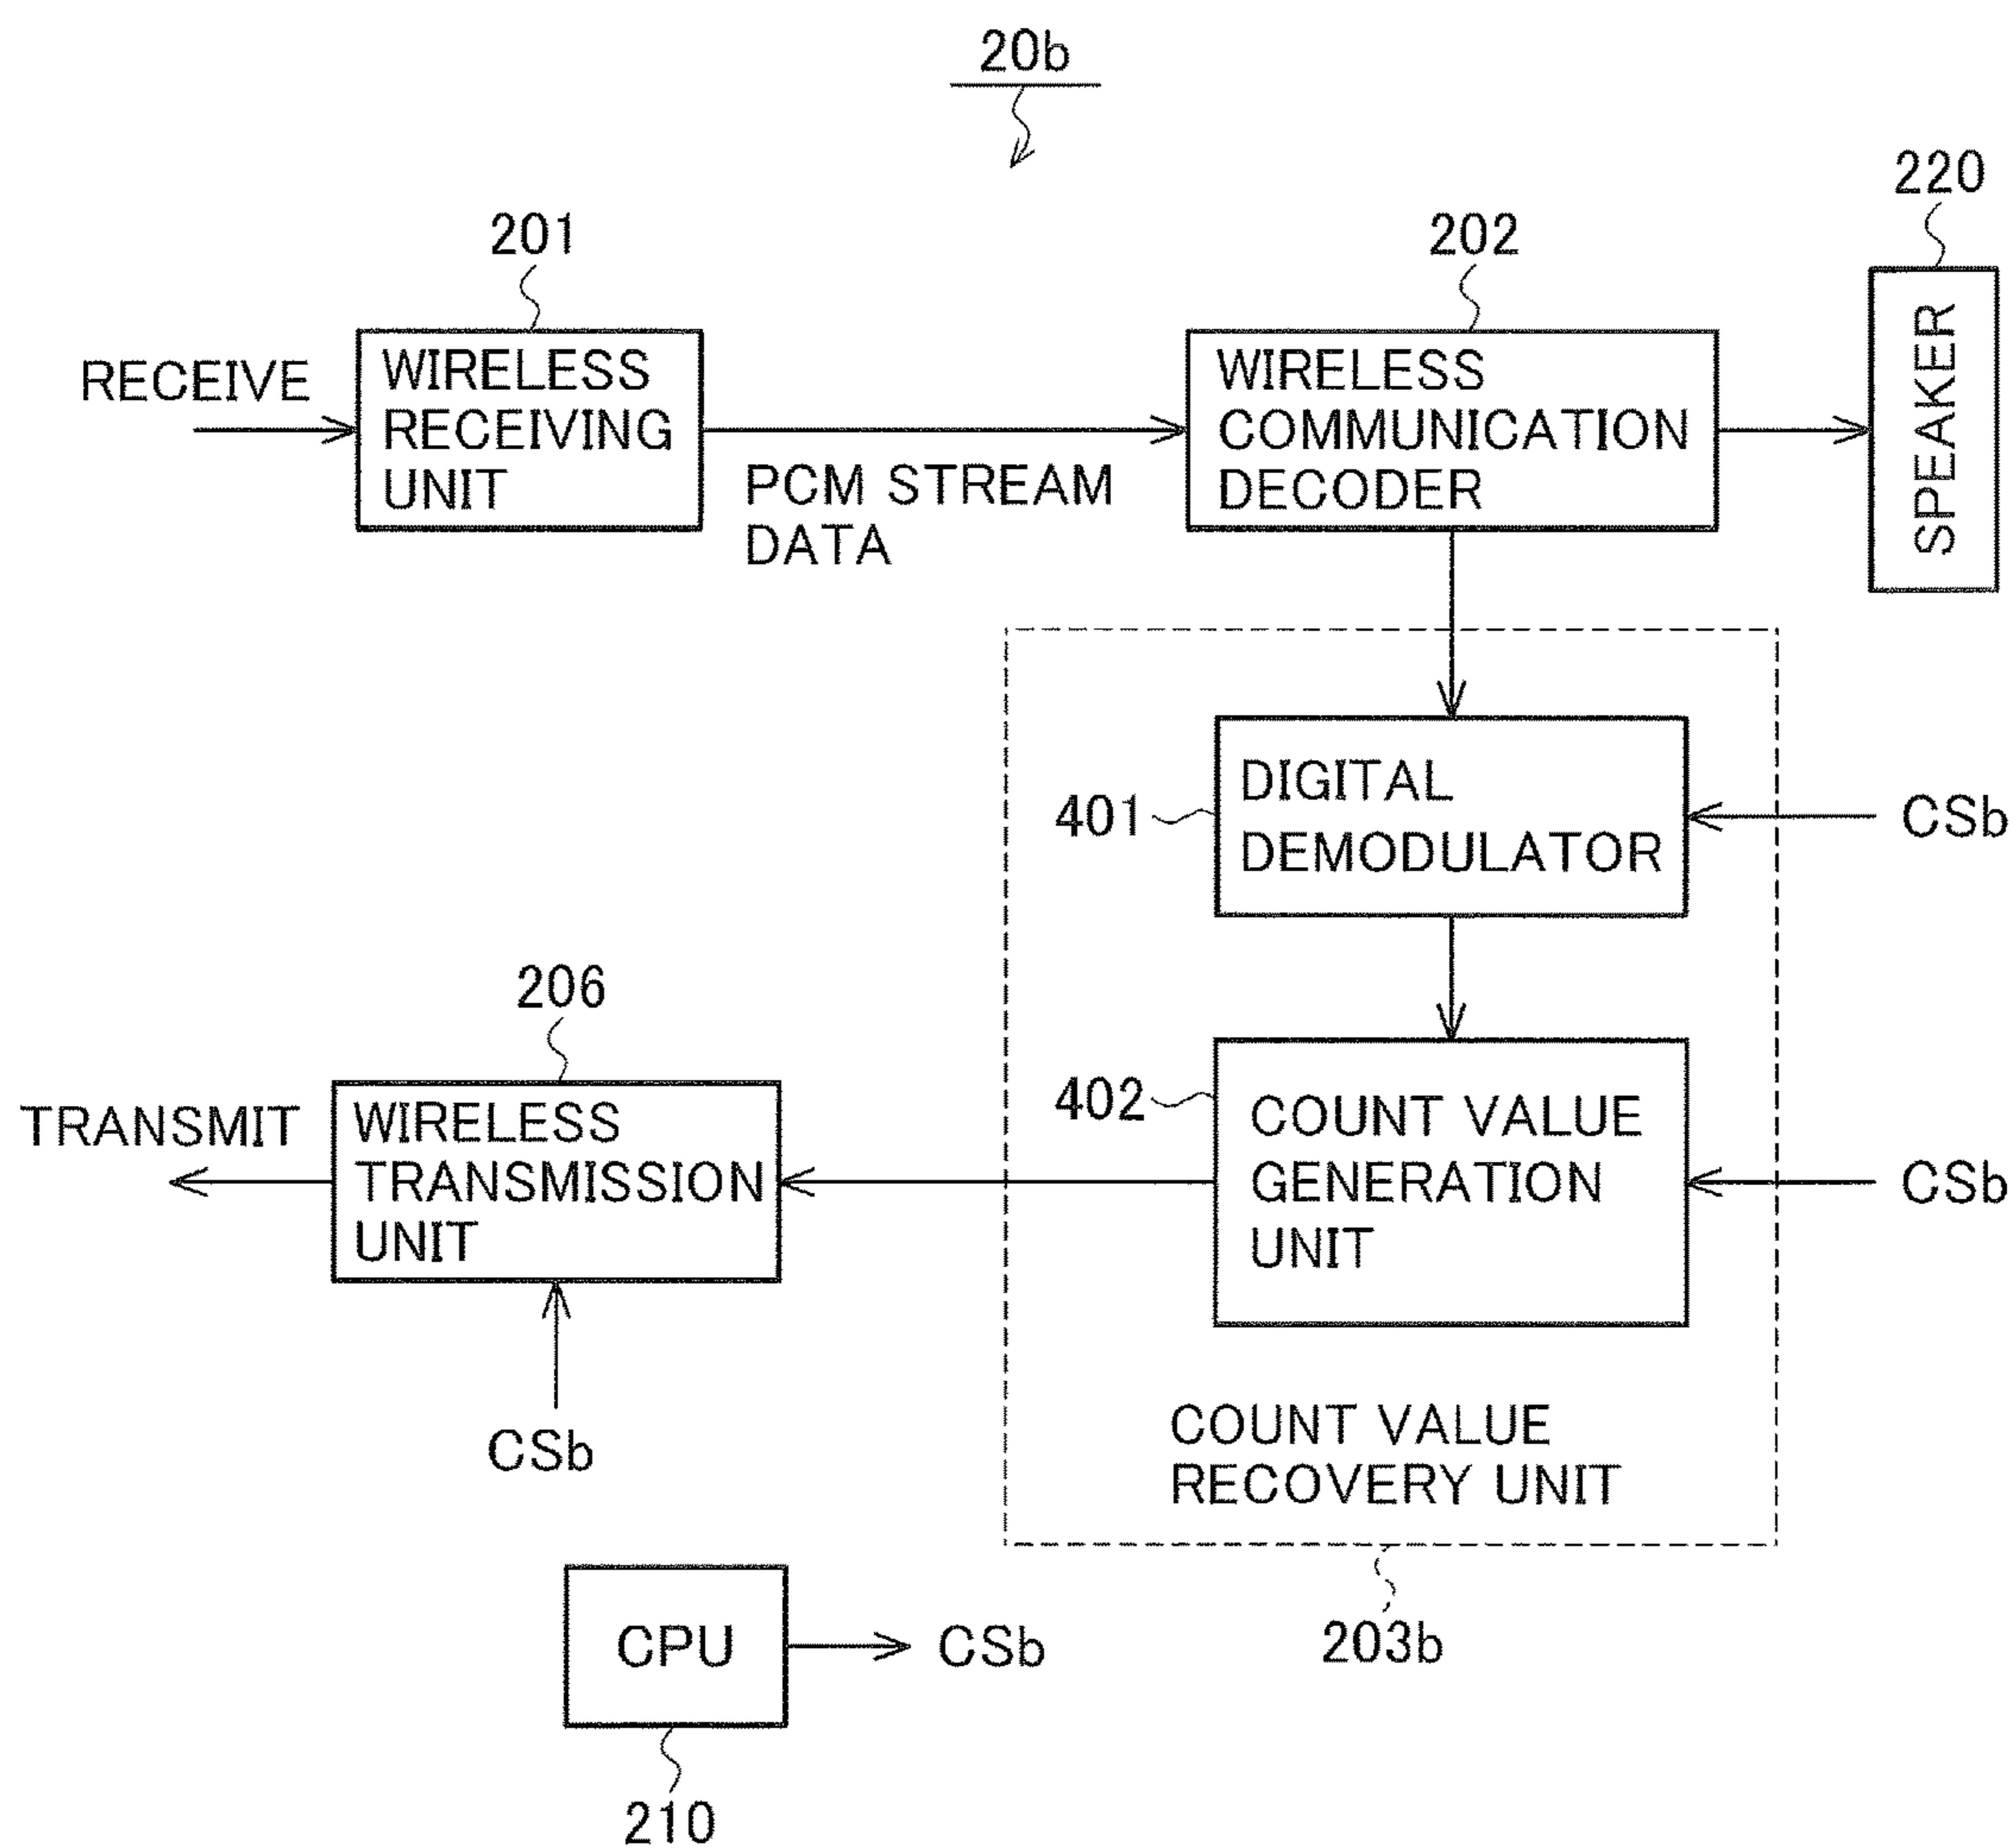 20b
220
201
202
RECEIVE
WIRELESS
RECEIVING
UNIT
PCM STREAM
DATA
WIRELESS
COMMUNICATION
DECODER
SPEAKER
401
DIGITAL
DEMODULATOR
CSb
206
402
COUNT VALUE
GENERATION
UNIT
CSb
TRANSMIT
WIRELESS
TRANSMISSION
UNIT
CSb
COUNT VALUE
RECOVERY UNIT
203b
CPU
CSb
210